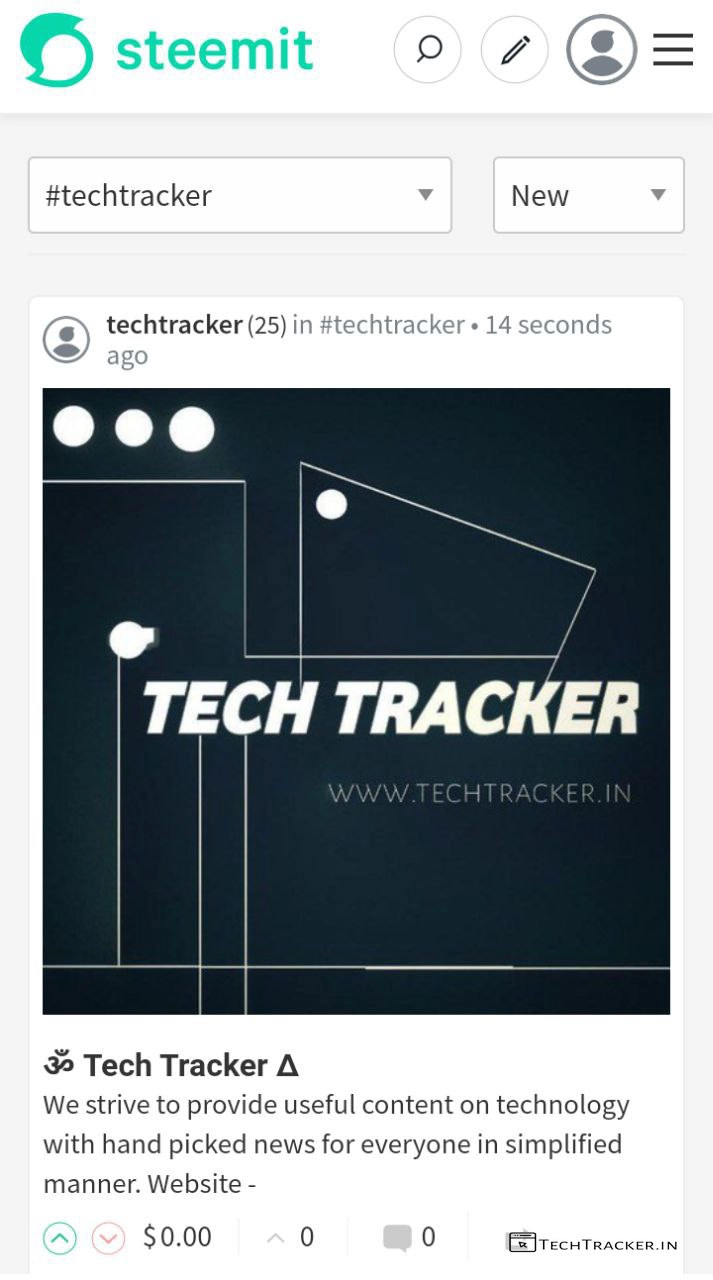 steemit
#techtracker
New
techtracker (25) in #techtracker • 14 seconds
ago
TECH TRACKER
WWW.TECHTRACKER.IN
ॐ Tech Tracker Δ
We strive to provide useful content on technology
with hand picked news for everyone in simplified
manner. Website -
$0.00 0 0
TECHTRACKER.IN